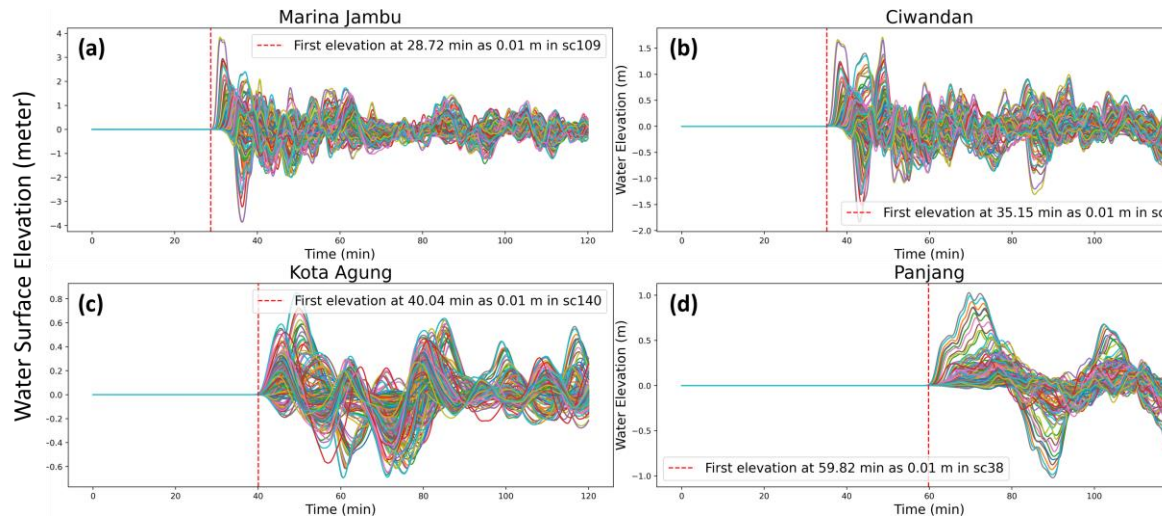 Marina Jambu
(a)
First elevation at 28.72 min as 0.01 m in sc109
4
3
2
1
0
−1
−2
−3
−4
0 20 40 60 80 100 120
Time (min)
Ciwandan
(b)
Water Elevation (m)
1.5
1.0
0.5
0.0
−0.5
−1.0
−1.5
−2.0
First elevation at 35.15 min as 0.01 m in sc
0 20 40 60 80 100
Time (min)
Water Surface Elevation (meter)
Kota Agung
(c)
First elevation at 40.04 min as 0.01 m in sc140
0.8
0.6
0.4
0.2
0.0
-0.2
-0.4
-0.6
0 20 40 60 80 100 120
Time (min)
Panjang
(d)
Water Elevation (m)
1.0
0.5
0.0
−0.5
−1.0
First elevation at 59.82 min as 0.01 m in sc38
0 20 40 60 80 100
Time (min)